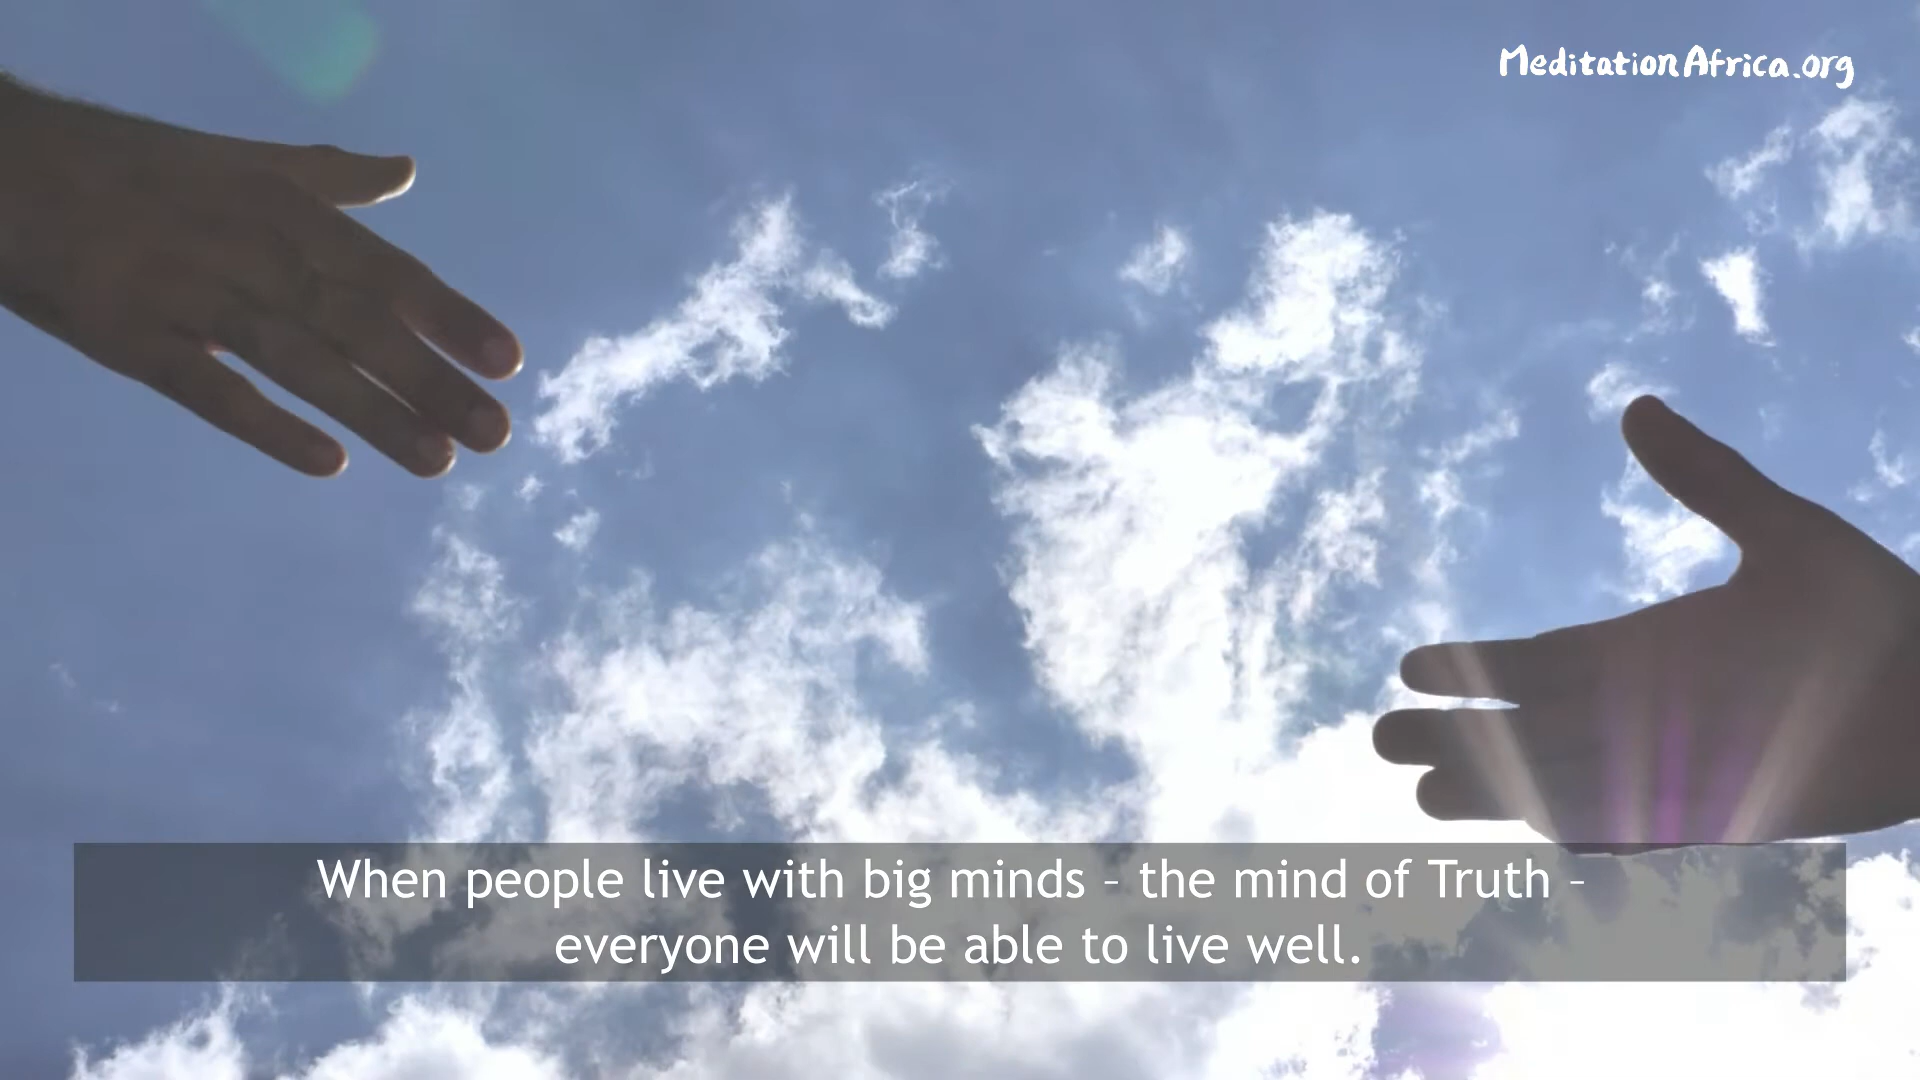 MeditationAfrica.org
When people live with big minds – the mind of Truth –
everyone will be able to live well.